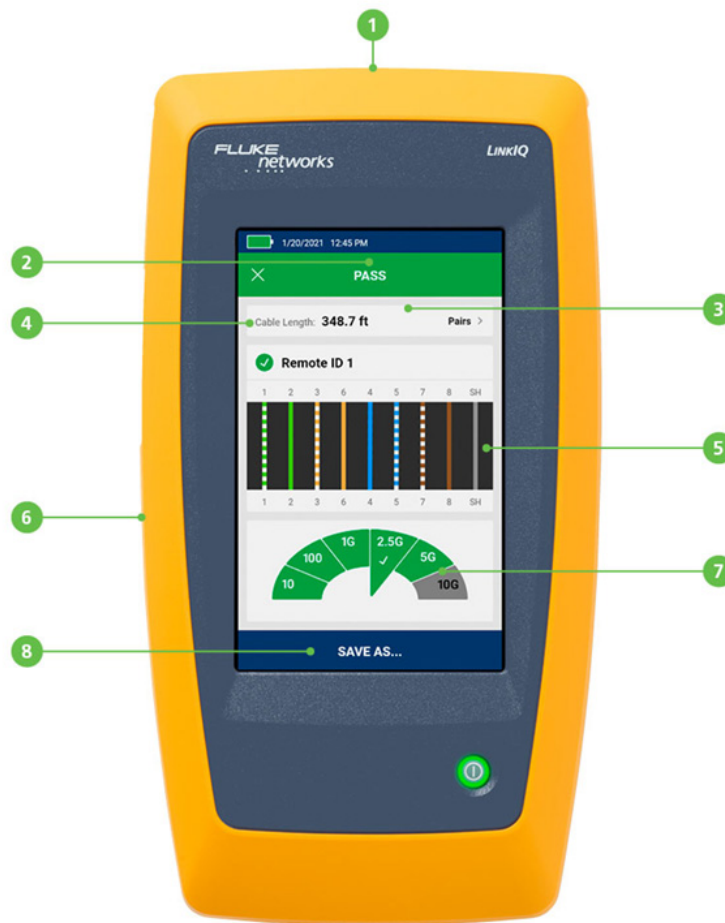 1
FLUKE
networks
LINKIQ
1/20/2021 12:45 PM
2
PASS
3
4
Cable Length: 348.7 ft
Pairs >
Remote ID 1
1 2 3 6 4 5 7 8 SH
5
1 2 3 6 4 5 7 8 SH
6
10
100
1G
2.5G
5G
10G
7
8
SAVE AS...